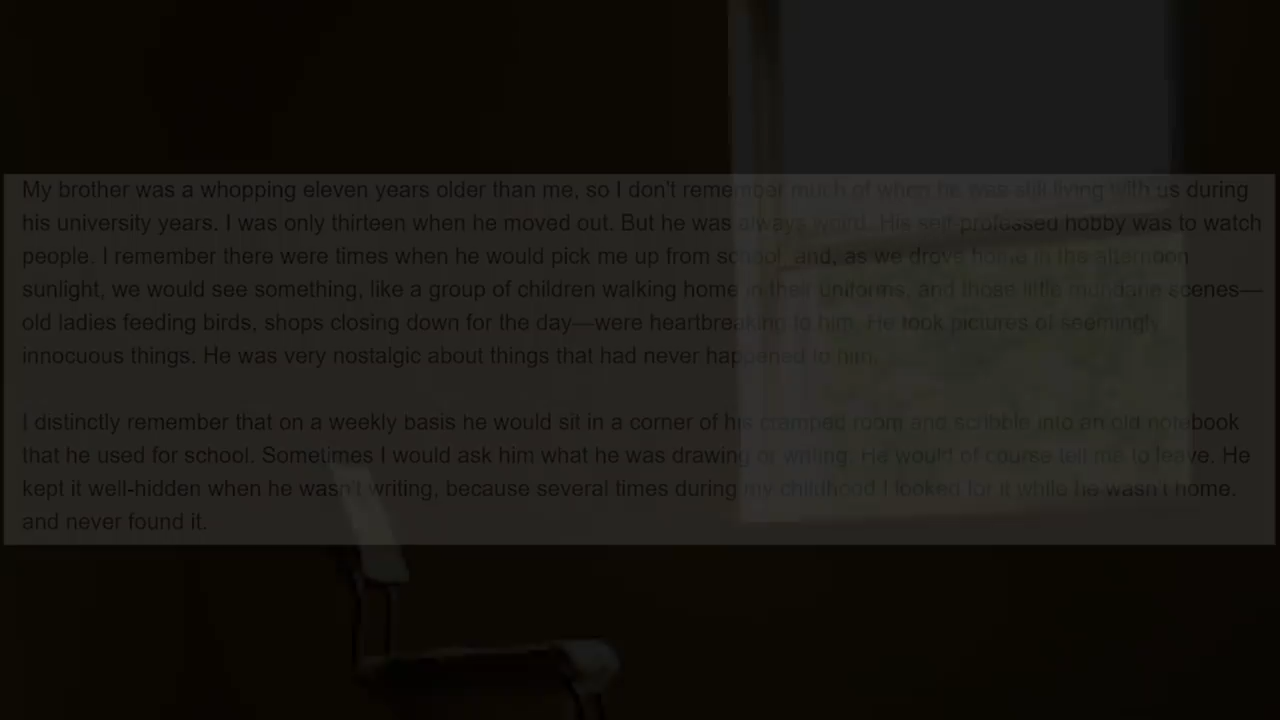 My brother was a whopping eleven years older than me, so I don't remember much of when he was still living with us during
his university years. I was only thirteen when he moved out. But he was always weird. His self professed hobby was to watch
people. I remember there were times when he would pick me up from school, and, as we drove home in the afternoon
sunlight, we would see something, like a group of children walking home in their uniforms, and those little mundane scenes—
old ladies feeding birds, shops closing down for the day—were heartbreaking to him. He took pictures of seemingly
innocuous things. He was very nostalgic about things that had never happened to him.
I distinctly remember that on a weekly basis he would sit in a corner of his cramped room and scribble into an old notebook
that he used for school. Sometimes I would ask him what he was drawing or writing. He would of course tell me to leave. He
kept it well-hidden when he wasn't writing, because several times during my childhood I looked for it while he wasn't home.
and never found it.